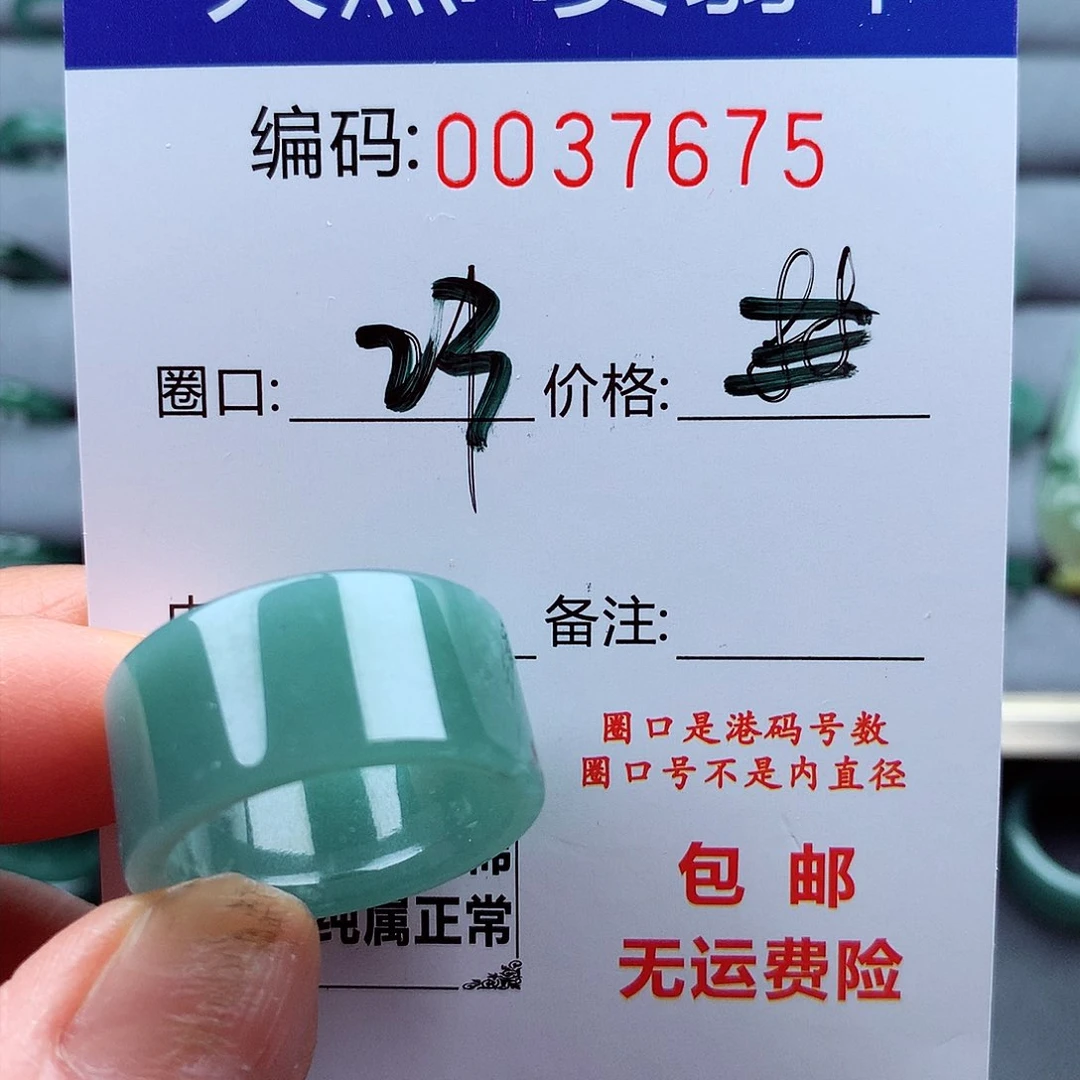 编码:0037675
圈口: 价格:
备注:
圈口是港码号数
圈口号不是内直径
包邮
纯属正常
无运费险